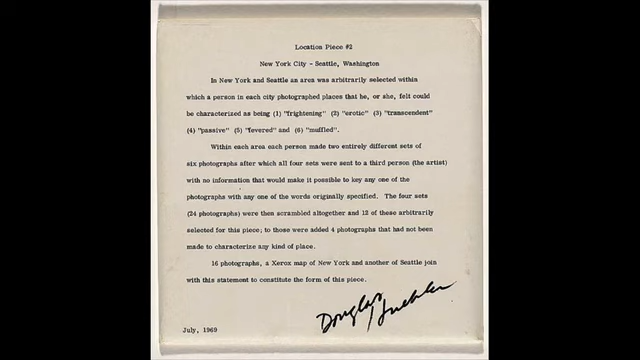 Location Piece #2
New York City - Seattle, Washington
In New York and Seattle an area was arbitrarily selected within
which a person in each city photographed places that he, or she, felt could
be characterized as being (1) "frightening" (2) "erotic" (3) "transcendent"
(4) "passive" (5) "fevered" and (6) "muffled".
Within each area each person made two entirely different sets of
six photographs after which all four sets were sent to a third person (the artist)
with no information that would make it possible to key any one of the
photographs with any one of the words originally specified. The four sets
(24 photographs) were then scrambled altogether and 12 of these arbitrarily
selected for this piece; to those were added 4 photographs that had not been
made to characterize any kind of place.
16 photographs, a Xerox map of New York and another of Seattle join
with this statement to constitute the form of this piece.
Douglas Huebler
July, 1969